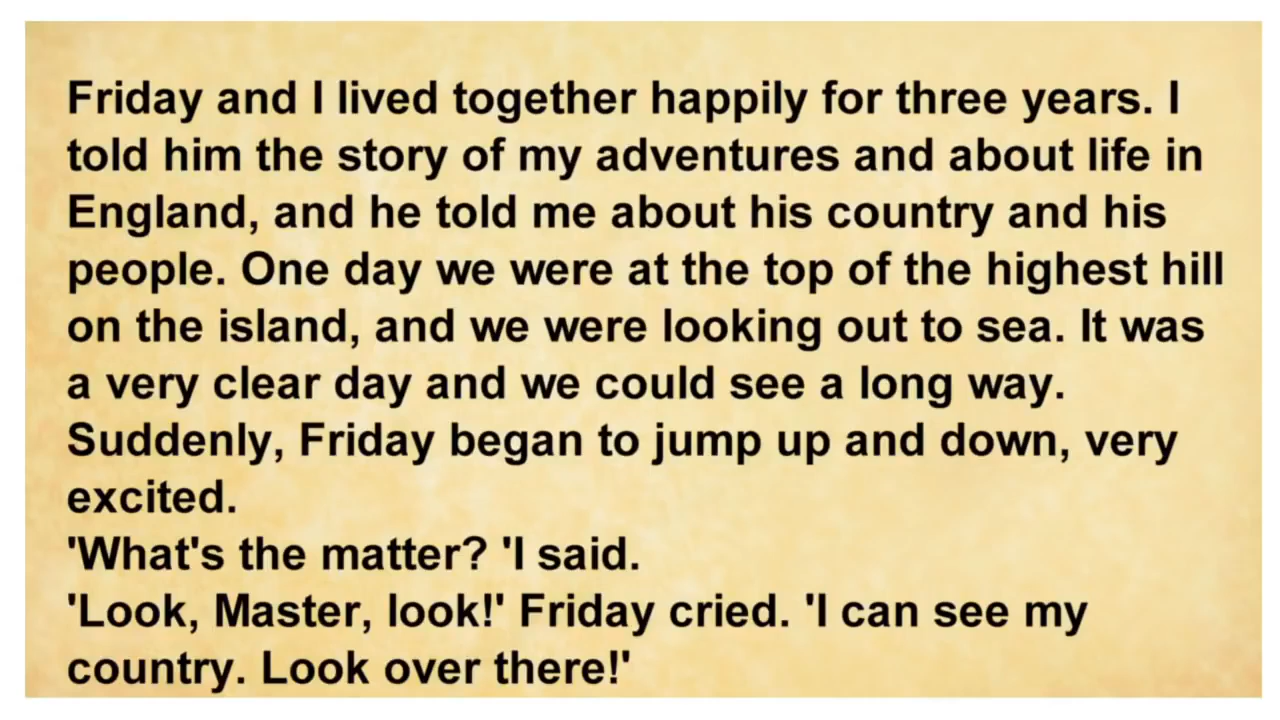 Friday and I lived together happily for three years. I
told him the story of my adventures and about life in
England, and he told me about his country and his
people. One day we were at the top of the highest hill
on the island, and we were looking out to sea. It was
a very clear day and we could see a long way.
Suddenly, Friday began to jump up and down, very
excited.
'What's the matter? 'I said.
'Look, Master, look!' Friday cried. 'I can see my
country. Look over there!'